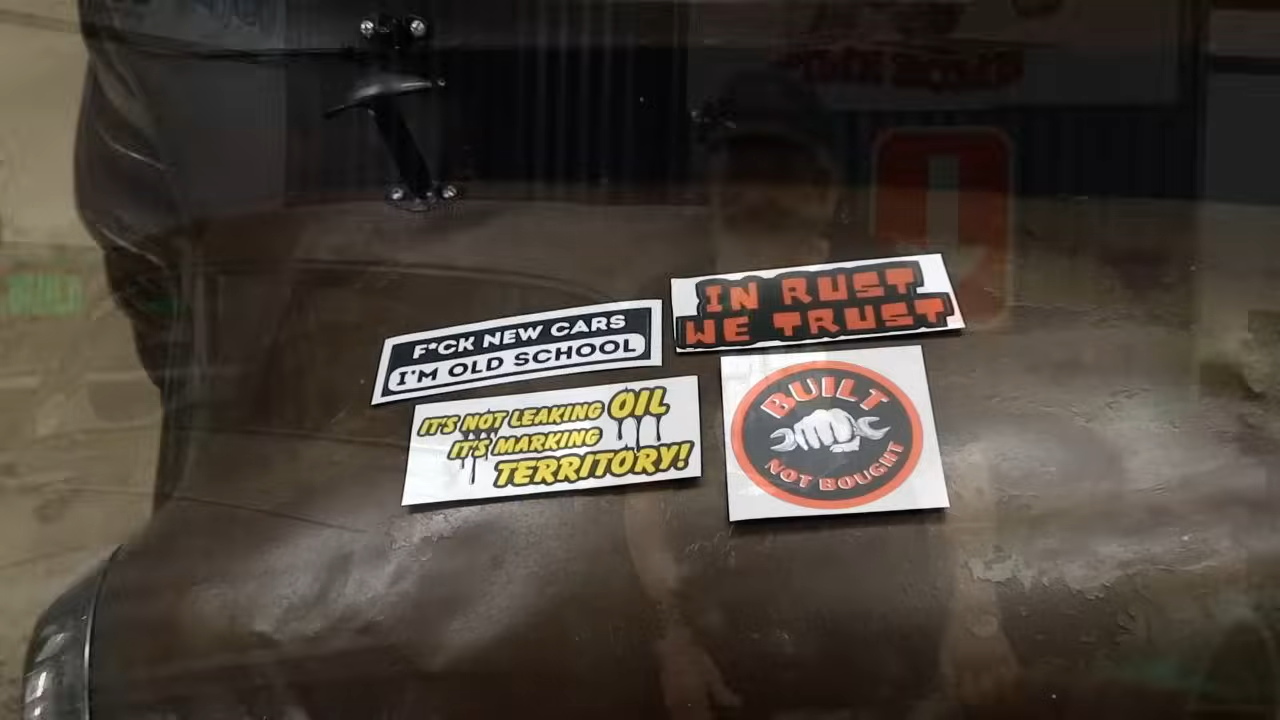 F*CK NEW CARS
I'M OLD SCHOOL
IN RUST
WE TRUST
IT'S NOT LEAKING OIL
IT'S MARKING
TERRITORY!
BUILT
NOT BOUGHT
BUILD